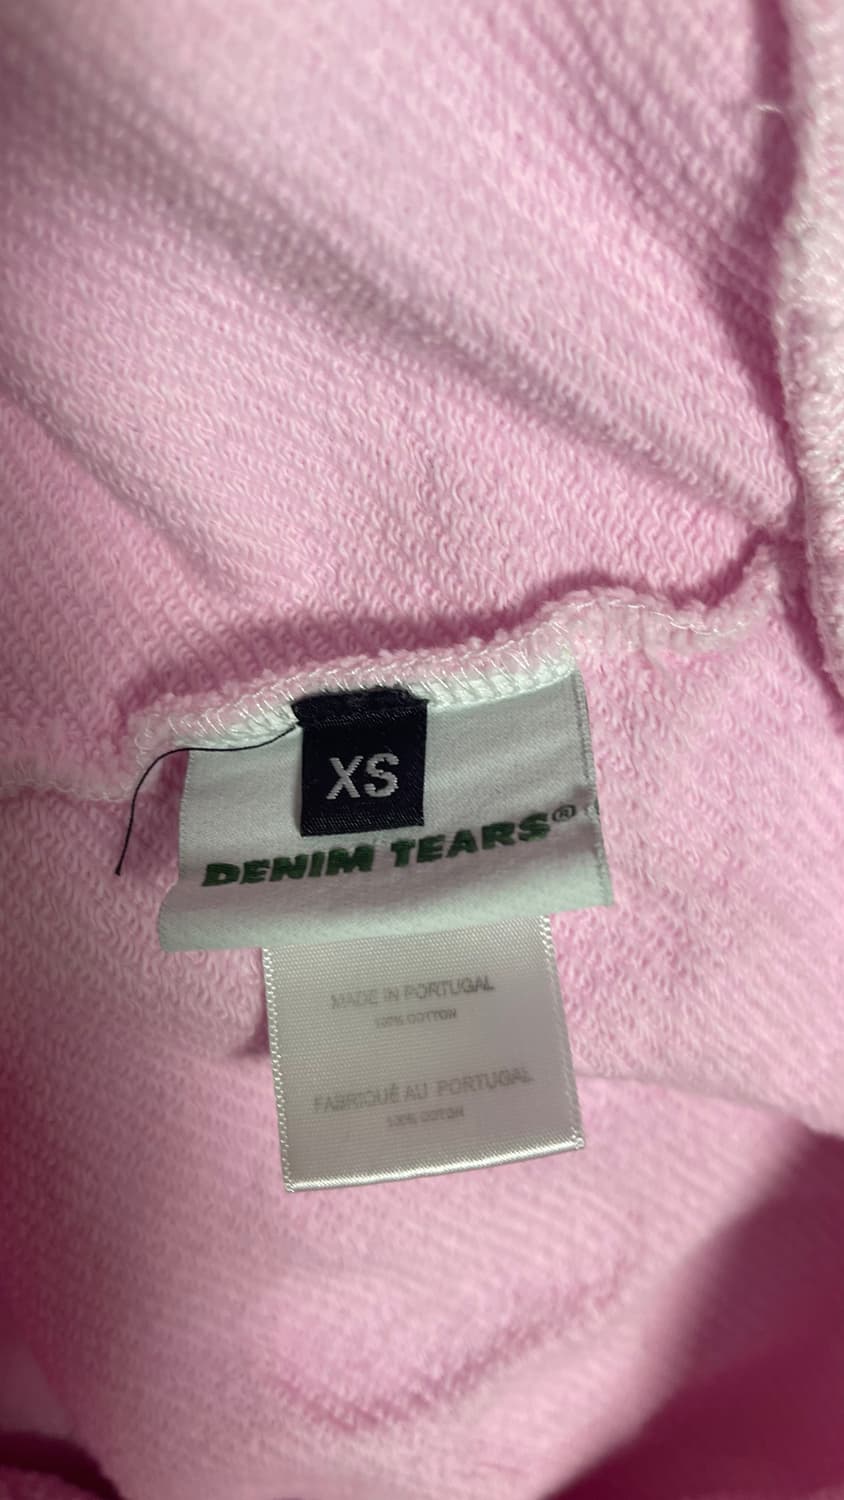 XS
DENIM TEARS®
MADE IN PORTUGAL
100% COTTON
FABRIQUÉ AU PORTUGAL
100% COTON